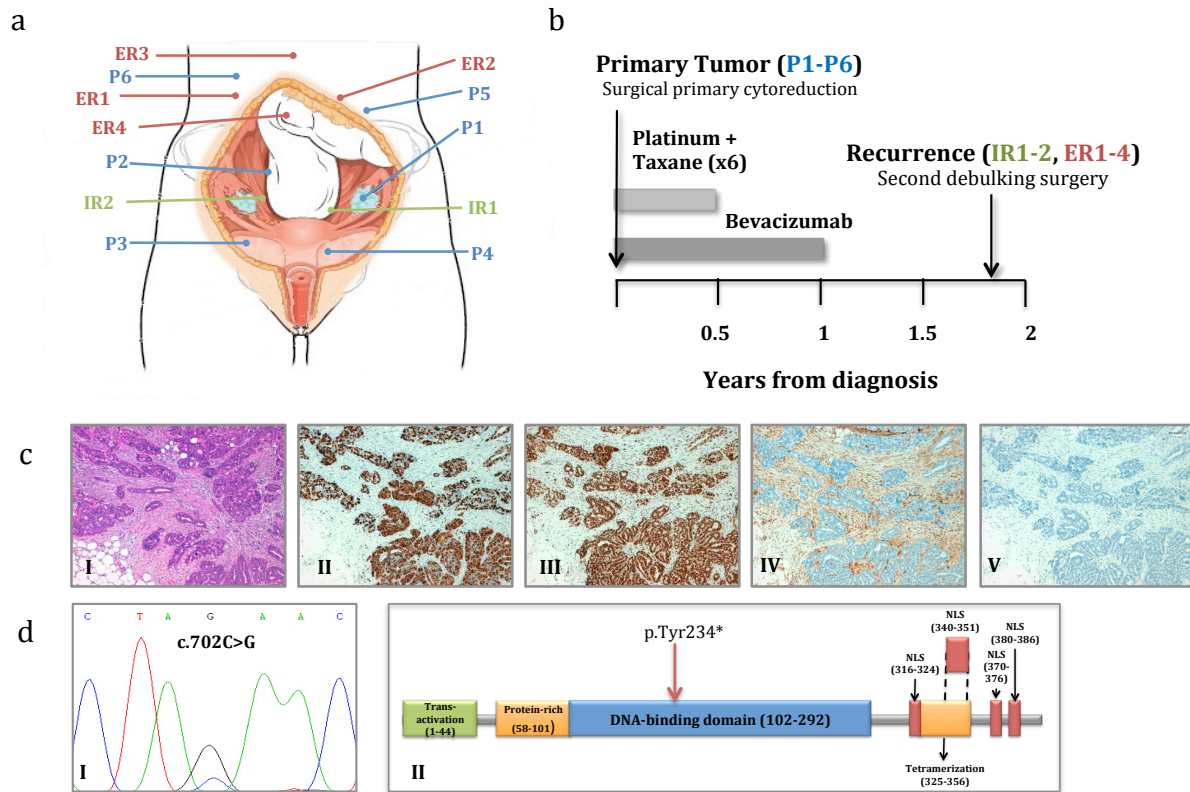 a
ER3
P6
ER1
ER4
P2
IR2
P3
ER2
P5
P1
IR1
P4
b
Primary Tumor (P1-P6)
Surgical primary cytoreduction
Platinum +
Taxane (x6)
Bevacizumab
Recurrence (IR1-2, ER1-4)
Second debulking surgery
0.5
1
1.5
2
Years from diagnosis
c
I
II
III
IV
V
d
C T A G A A C
c.702C>G
I
p.Tyr234*
Trans-
activation
(1-44)
Protein-rich
(58-101)
DNA-binding domain (102-292)
NLS
(316-324)
NLS
(340-351)
NLS
(370-
376)
NLS
(380-386)
Tetramerization
(325-356)
II